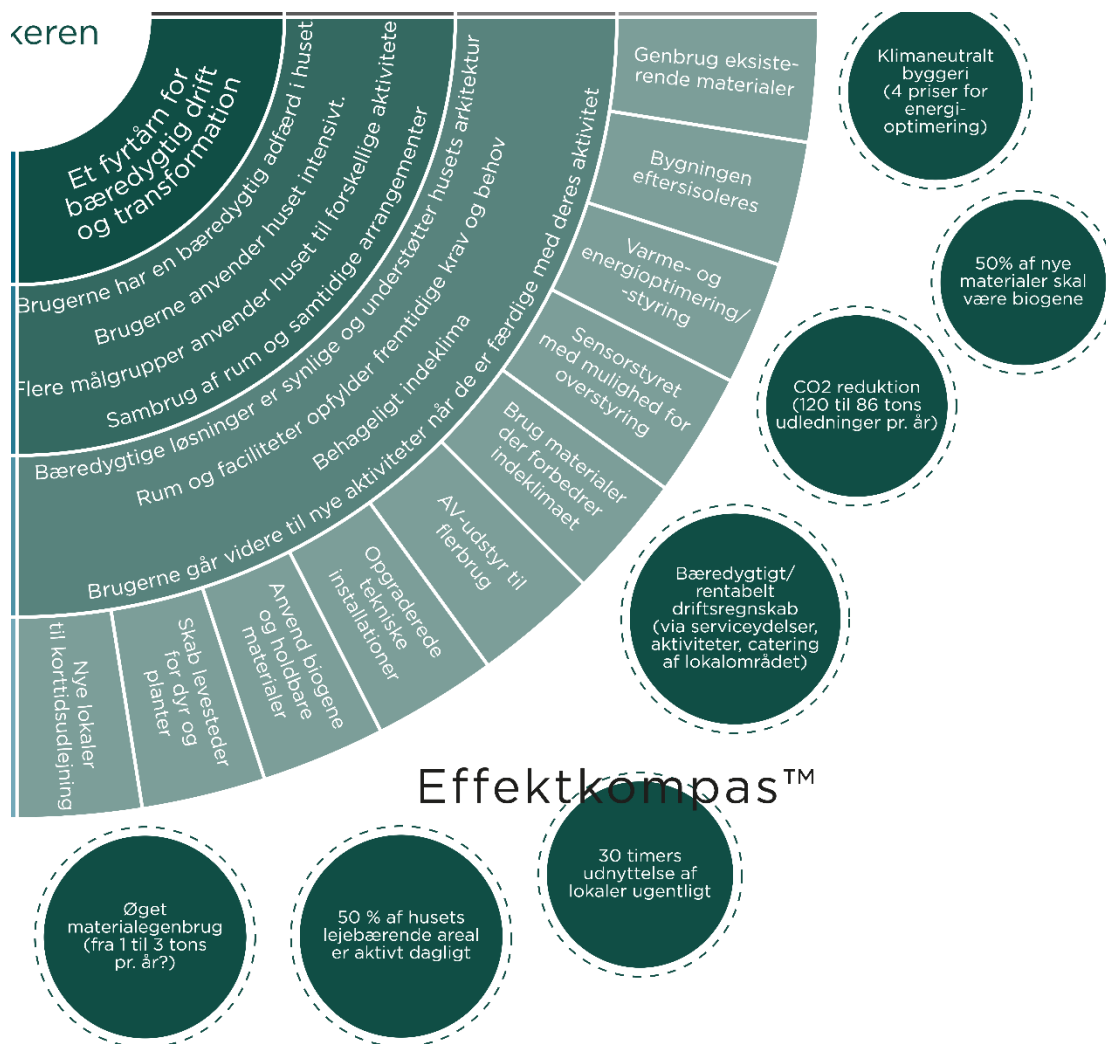 keren
Et fyrtårn for
bæredygtig drift
og transformation
Brugerne har en bæredygtig adfærd i huset
Brugerne anvender huset intensivt.
Flere målgrupper anvender huset til forskellige aktivitete
Sambrug af rum og samtidige arrangementer
Bæredygtige løsninger er synlige og understøtter husets arkitektur
Rum og faciliteter opfylder fremtidige krav og behov
Behageligt indeklima
Brugerne går videre til nye aktiviteter når de er færdige med deres aktivitet
Genbrug eksiste-
rende materialer
Bygningen
eftersisoleres
Varme- og
energioptimering/
-styring
Sensorstyret
med mulighed for
overstyring
Brug materialer
der forbedrer
indeklimaet
AV-udstyr til
flerbrug
Opgraderede
tekniske
installationer
Anvend biogene
og holdbare
materialer
Skab levesteder
for dyr og
planter
Nye lokaler
til korttidsudlejning
Klimaneutralt
byggeri
(4 priser for
energi-
optimering)
50% af nye
materialer skal
være biogene
CO2 reduktion
(120 til 86 tons
udledninger pr. år)
Bæredygtigt/
rentabelt
driftsregnskab
(via serviceydelser,
aktiviteter, catering
af lokalområdet)
Effektkompas™
30 timers
udnyttelse af
lokaler ugentligt
50 % af husets
lejebærende areal
er aktivt dagligt
Øget
materialegenbrug
(fra 1 til 3 tons
pr. år?)